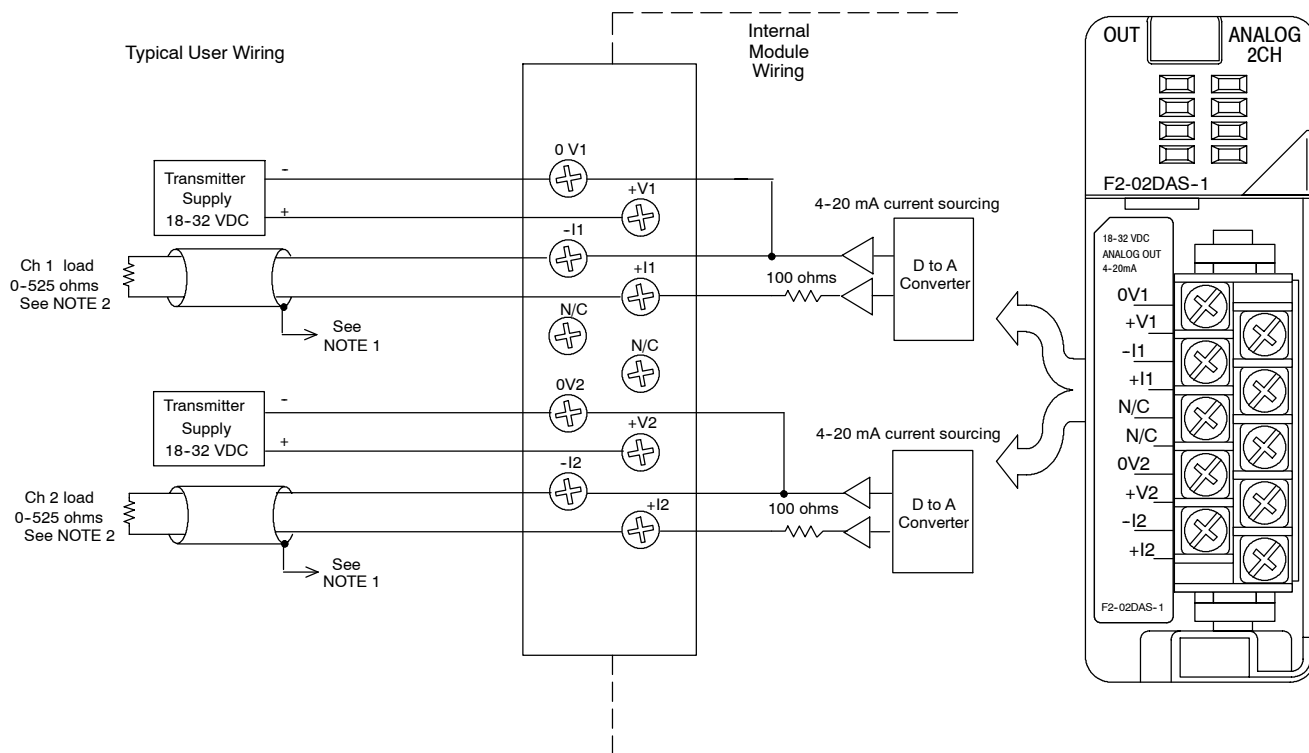 Typical User Wiring
Internal
Module
Wiring
0 V1
Transmitter
Supply
18-32 VDC
-
+
+V1
-I1
Ch 1 load
0-525 ohms
See NOTE 2
+I1
See
NOTE 1
N/C
N/C
4-20 mA current sourcing
100 ohms
D to A
Converter
0V2
Transmitter
Supply
18-32 VDC
-
+
+V2
-I2
Ch 2 load
0-525 ohms
See NOTE 2
+I2
See
NOTE 1
4-20 mA current sourcing
100 ohms
D to A
Converter
OUT
ANALOG
2CH
F2-02DAS-1
18-32 VDC
ANALOG OUT
4-20mA
0V1
+V1
-I1
+I1
N/C
N/C
0V2
+V2
-I2
+I2
F2-02DAS-1